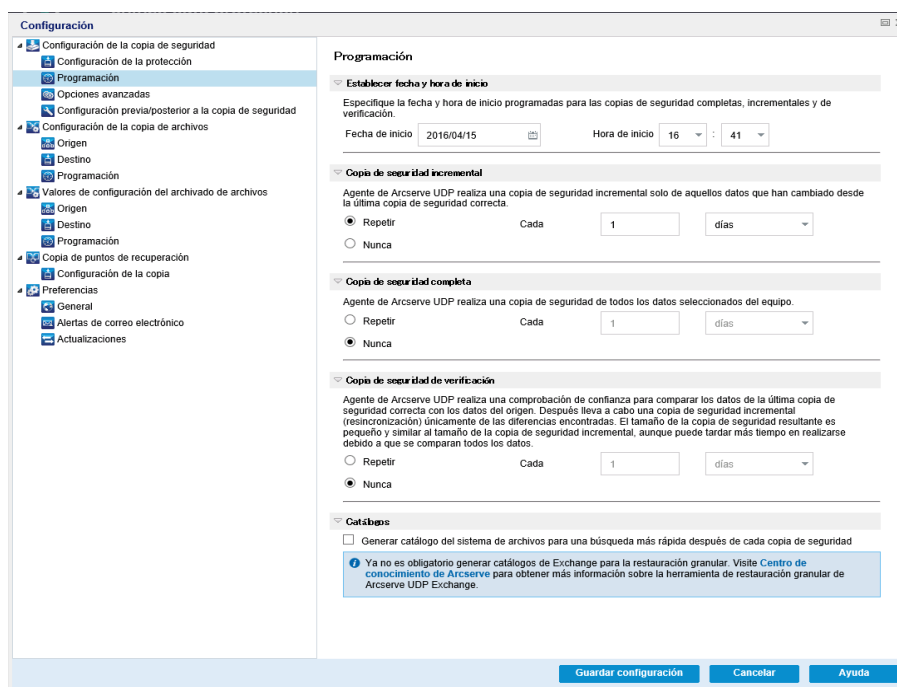 Configuración
Configuración de la copia de seguridad
Configuración de la protección
Programación
Opciones avanzadas
Configuración previa/posterior a la copia de seguridad
Configuración de la copia de archivos
Origen
Destino
Programación
Valores de configuración del archivado de archivos
Origen
Destino
Programación
Copia de puntos de recuperación
Configuración de la copia
Preferencias
General
Alertas de correo electrónico
Actualizaciones
Programación
Establecer fecha y hora de inicio
Especifique la fecha y hora de inicio programadas para las copias de seguridad completas, incrementales y de
verificación.
Fecha de inicio 2016/04/15 Hora de inicio 16 : 41
Copia de seguridad incremental
Agente de Arcserve UDP realiza una copia de seguridad incremental solo de aquellos datos que han cambiado desde
la última copia de seguridad correcta.
Repetir Cada 1 días
Nunca
Copia de seguridad completa
Agente de Arcserve UDP realiza una copia de seguridad de todos los datos seleccionados del equipo.
Repetir Cada 1 días
Nunca
Copia de seguridad de verificación
Agente de Arcserve UDP realiza una comprobación de confianza para comparar los datos de la última copia de
seguridad correcta con los datos del origen. Después lleva a cabo una copia de seguridad incremental
(resincronización) únicamente de las diferencias encontradas. El tamaño de la copia de seguridad resultante es
pequeño y similar al tamaño de la copia de seguridad incremental, aunque puede tardar más tiempo en realizarse
debido a que se comparan todos los datos.
Repetir Cada 1 días
Nunca
Catálogos
Generar catálogo del sistema de archivos para una búsqueda más rápida después de cada copia de seguridad
Ya no es obligatorio generar catálogos de Exchange para la restauración granular. Visite Centro de
conocimiento de Arcserve para obtener más información sobre la herramienta de restauración granular de
Arcserve UDP Exchange.
Guardar configuración Cancelar Ayuda